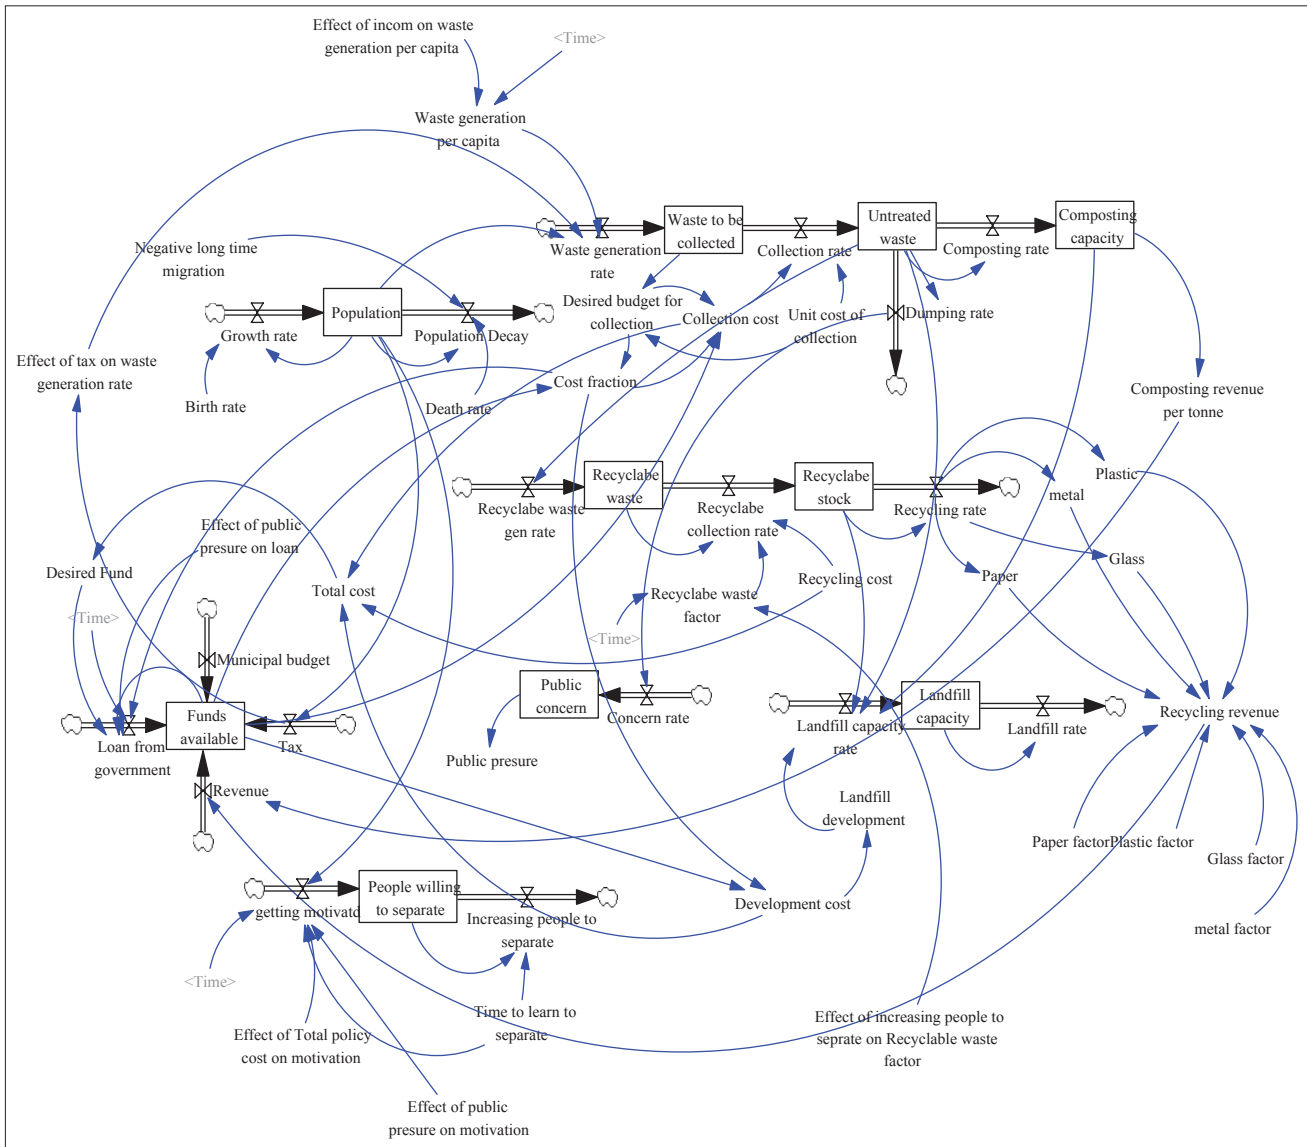 Effect of incom on waste
generation per capita
<Time>
Waste generation
per capita
Waste to be
collected
Untreated
waste
Composting
capacity
Waste generation
rate
Collection rate
Composting rate
Negative long time
migration
Population
Growth rate
Population Decay
Desired budget for
collection
Collection cost
Unit cost of
collection
Dumping rate
Effect of tax on waste
generation rate
Birth rate
Death rate
Cost fraction
Composting revenue
per tonne
Recyclabe
waste
Recyclabe
stock
Plastic
metal
Recyclabe waste
gen rate
Recyclabe
collection rate
Recycling rate
Effect of public
presure on loan
Desired Fund
Total cost
Recyclabe waste
factor
Recycling cost
Paper
Glass
<Time>
<Time>
Municipal budget
Public
concern
Concern rate
Landfill
capacity
Recycling revenue
Funds
available
Loan from
government
Tax
Landfill capacity
rate
Landfill rate
Public presure
Revenue
Landfill
development
Paper factor
Plastic factor
Glass factor
People willing
to separate
getting motivatd
Increasing people to
separate
Development cost
metal factor
<Time>
Time to learn to
separate
Effect of Total policy
cost on motivation
Effect of increasing people to
seprate on Recyclable waste
factor
Effect of public
presure on motivation